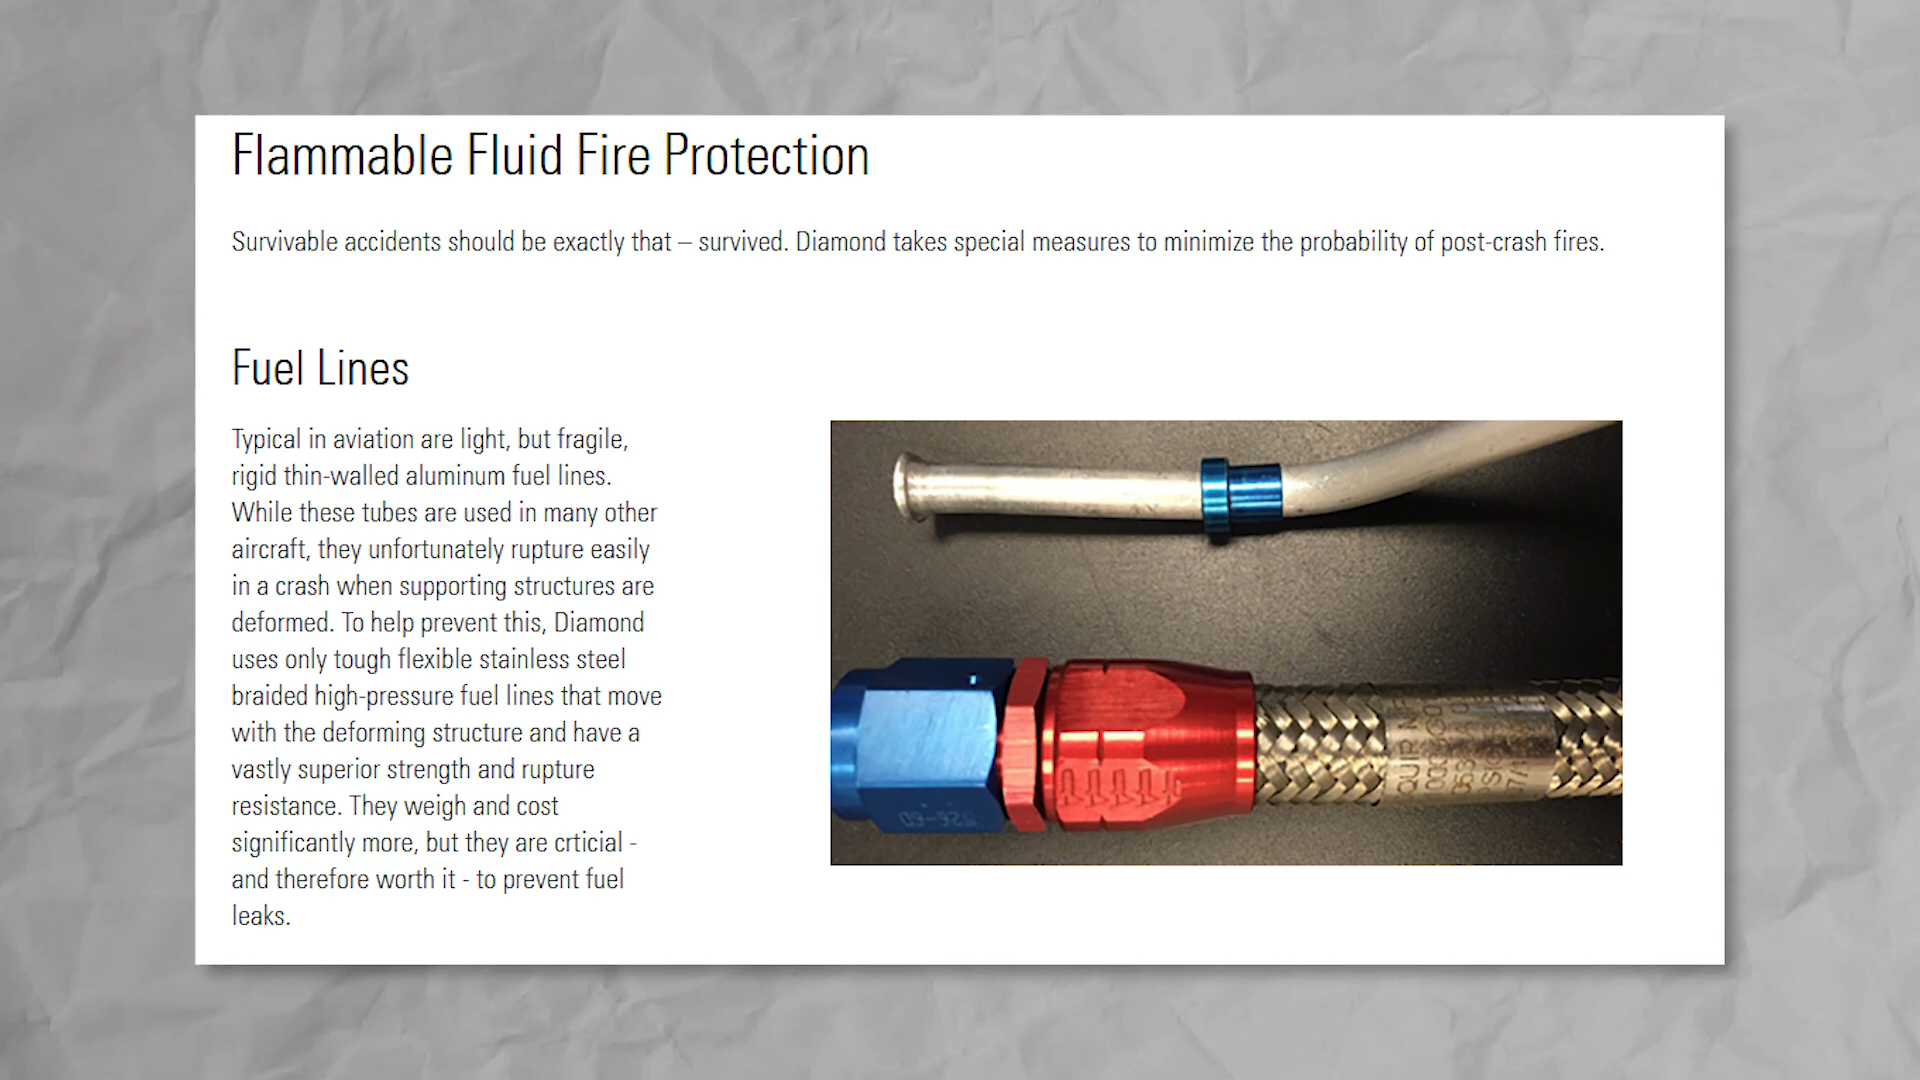 Flammable Fluid Fire Protection
Survivable accidents should be exactly that – survived. Diamond takes special measures to minimize the probability of post-crash fires.
Fuel Lines
Typical in aviation are light, but fragile,
rigid thin-walled aluminum fuel lines.
While these tubes are used in many other
aircraft, they unfortunately rupture easily
in a crash when supporting structures are
deformed. To help prevent this, Diamond
uses only tough flexible stainless steel
braided high-pressure fuel lines that move
with the deforming structure and have a
vastly superior strength and rupture
resistance. They weigh and cost
significantly more, but they are crticial -
and therefore worth it - to prevent fuel
leaks.